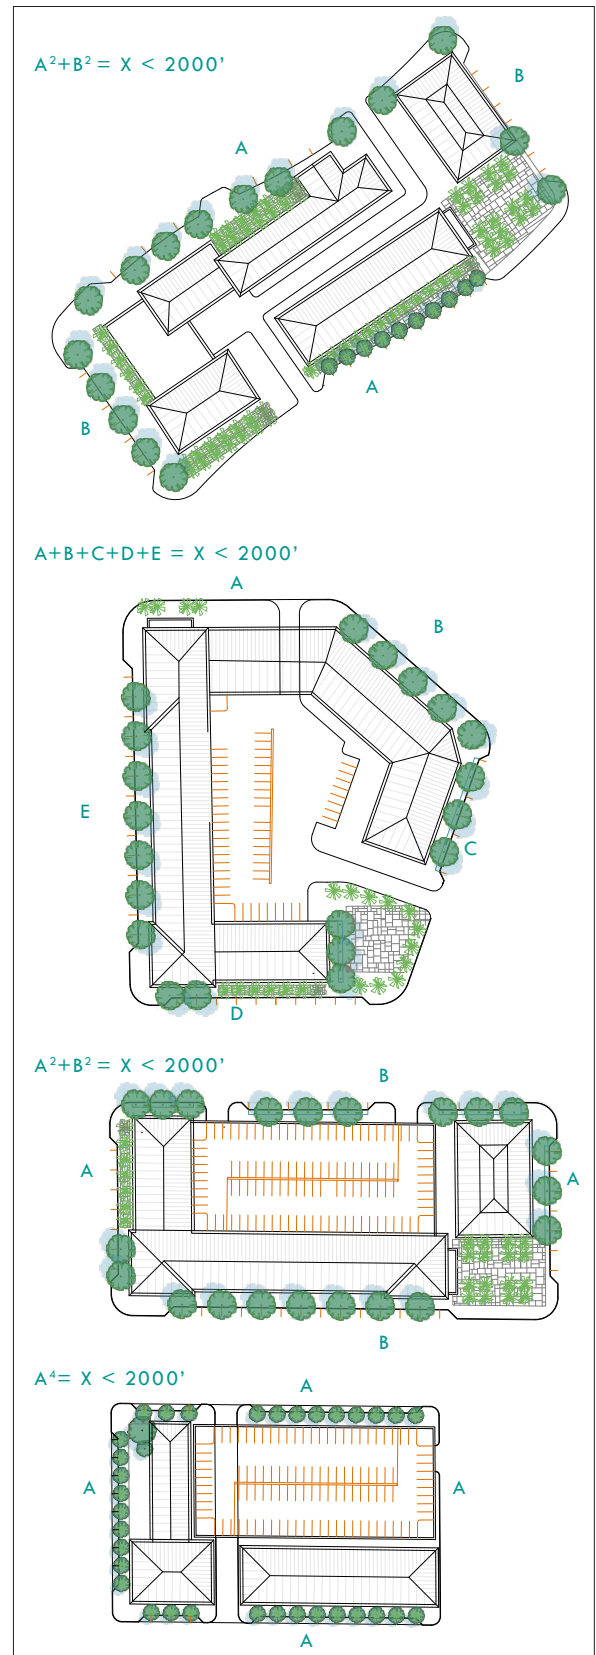 A²+B² = X < 2000’
B
A
A
B
A+B+C+D+E = X < 2000’
A
B
E
C
D
A²+B² = X < 2000’
B
A
A
B
A⁴= X < 2000’
A
A
A
A